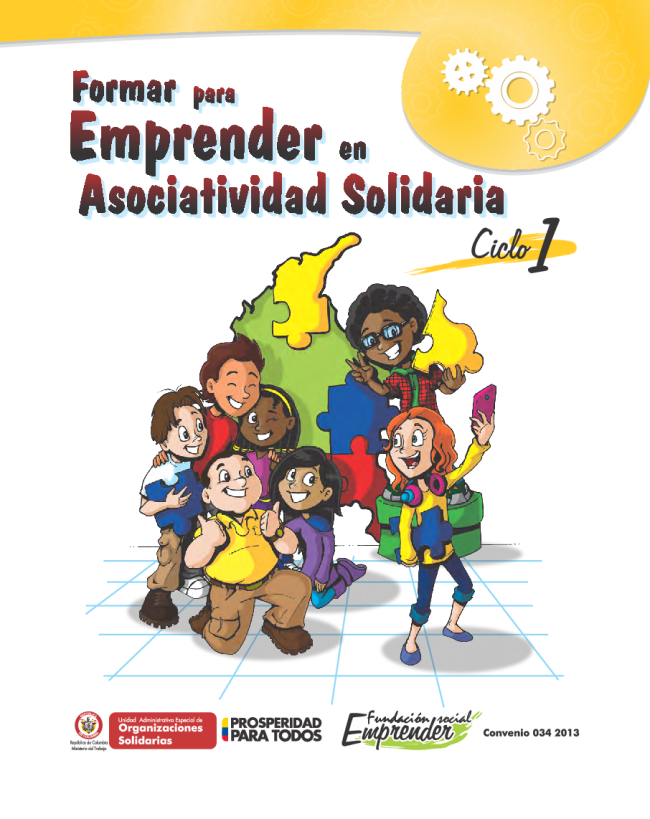 Formar para
Emprender en
Asociatividad Solidaria
Ciclo 1
República de Colombia
Ministerio del Trabajo
Unidad Administrativa Especial de
Organizaciones
Solidarias
PROSPERIDAD
PARA TODOS
Fundación social
Emprender
Convenio 034 2013